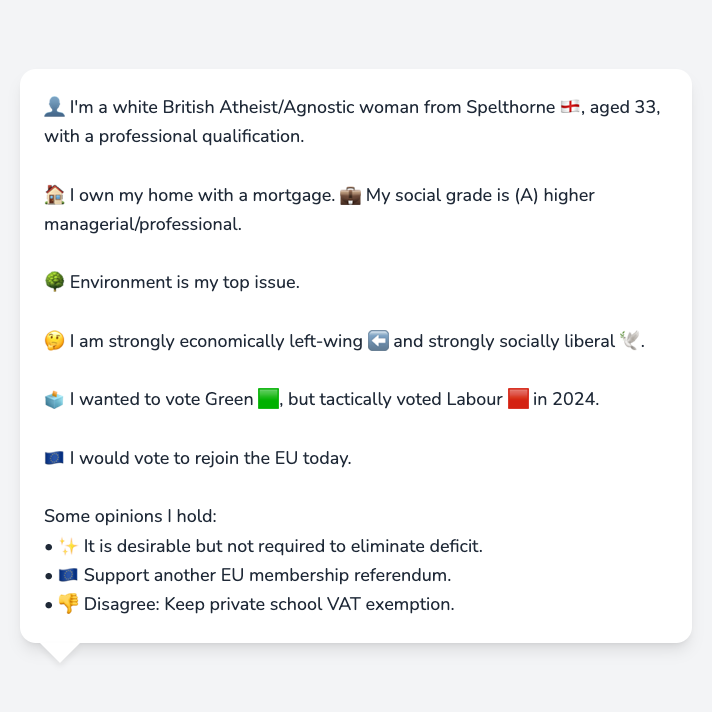 👤 I'm a white British Atheist/Agnostic woman from Spelthorne 🏴󠁧󠁢󠁥󠁮󠁧󠁿, aged 33,
with a professional qualification.
🏠 I own my home with a mortgage. 💼 My social grade is (A) higher
managerial/professional.
🌳 Environment is my top issue.
🤔 I am strongly economically left-wing ⬅️ and strongly socially liberal 🕊️.
🗳️ I wanted to vote Green 🟩, but tactically voted Labour 🟥 in 2024.
🇪🇺 I would vote to rejoin the EU today.
Some opinions I hold:
• ✨ It is desirable but not required to eliminate deficit.
• 🇪🇺 Support another EU membership referendum.
• 👎 Disagree: Keep private school VAT exemption.